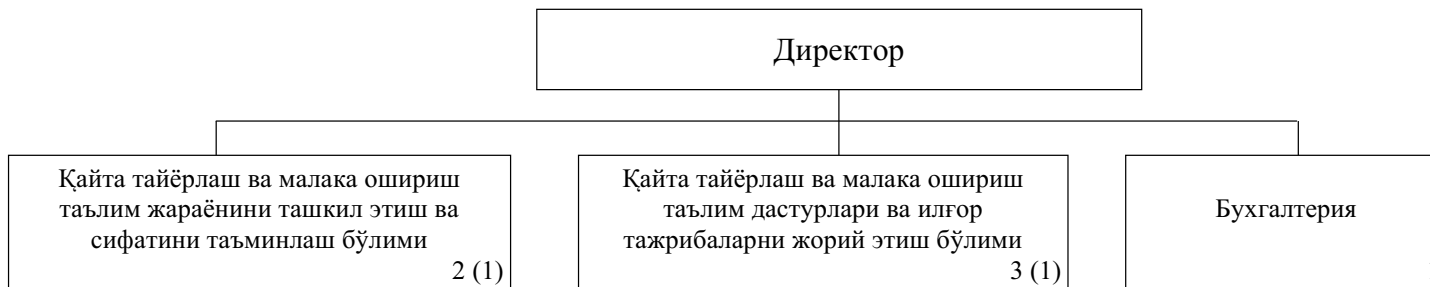 Директор
Қайта тайёрлаш ва малака ошириш
таълим жараёнини ташкил этиш ва
сифатини таъминлаш бўлими
2 (1)
Қайта тайёрлаш ва малака ошириш
таълим дастурлари ва илғор
тажрибаларни жорий этиш бўлими
3 (1)
Бухгалтерия